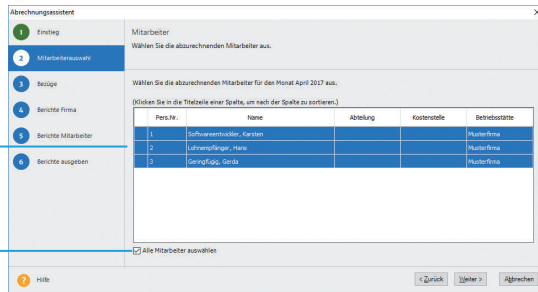 Abrechnungsassistent
1 Einstieg
2 Mitarbeiterauswahl
3 Bezüge
4 Berichte Firma
5 Berichte Mitarbeiter
6 Berichte ausgeben
Mitarbeiter
Wählen Sie die abzurechnenden Mitarbeiter aus.
Wählen Sie die abzurechnenden Mitarbeiter für den Monat April 2017 aus.
(Klicken Sie in die Titelzeile einer Spalte, um nach der Spalte zu sortieren.)
Pers.Nr. Name Abteilung Kostenstelle Betriebsstätte
1 Softwareentwickler, Karsten Musterfirma
2 Lohnempfänger, Hans Musterfirma
3 Geringfügig, Gerda Musterfirma
Alle Mitarbeiter auswählen
? Hilfe
< Zurück Weiter > Abbrechen